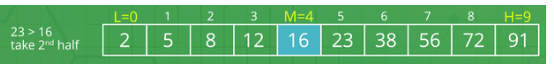 L=0 1 2 3 M=4 5 6 7 8 H=9
23 > 16
take 2nd half
2 5 8 12 16 23 38 56 72 91